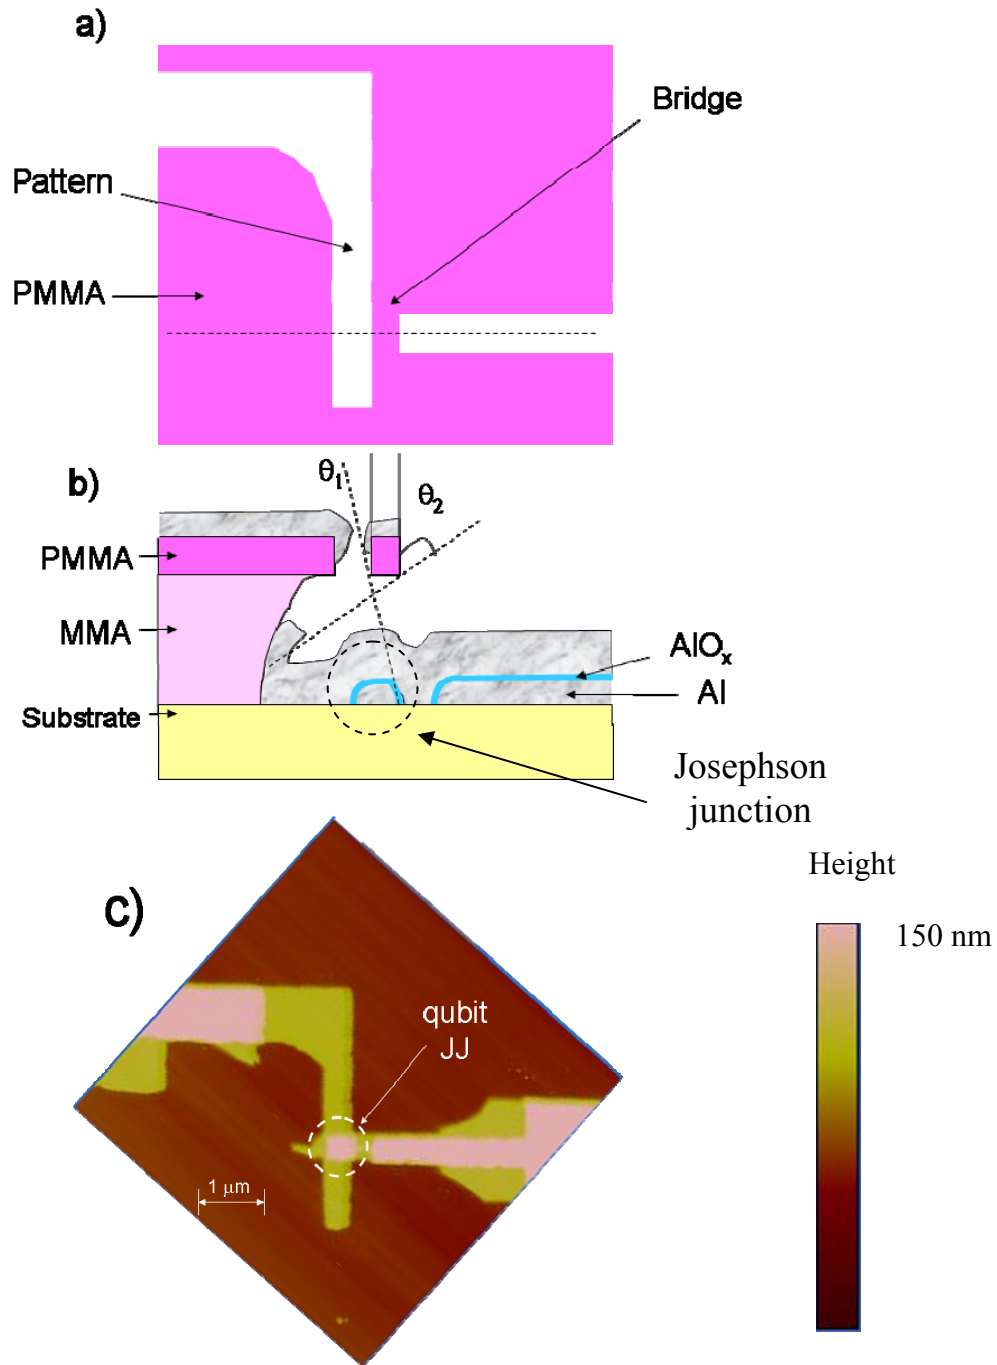 a)
Bridge
Pattern
PMMA
b)
θ1
θ2
PMMA
MMA
AlOx
Al
Substrate
Josephson
junction
Height
c)
150 nm
qubit
JJ
1 μm